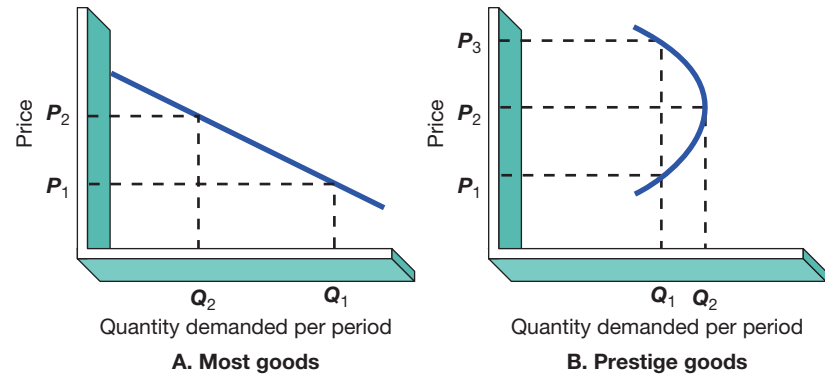 Price
P2
P1
Q2 Q1
Quantity demanded per period
A. Most goods
Price
P3
P2
P1
Q1 Q2
Quantity demanded per period
B. Prestige goods